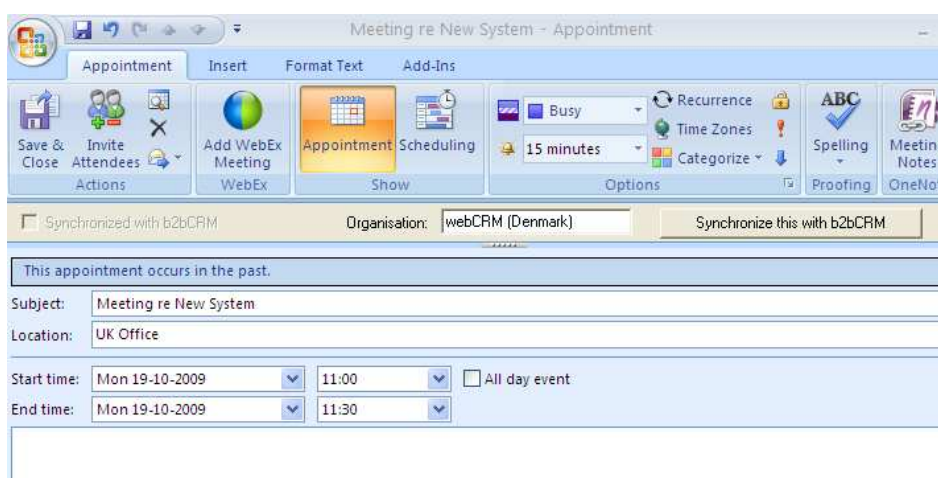 Meeting re New System - Appointment
Appointment Insert Format Text Add-Ins
Save & Close
Invite Attendees
Actions
Add WebEx Meeting
WebEx
Appointment
Scheduling
Show
Busy
15 minutes
Recurrence
Time Zones
Categorize
Options
ABC
Spelling
Proofing
Meetin
Notes
OneNo
Synchronized with b2bCRM
Organisation: webCRM (Denmark)
Synchronize this with b2bCRM
This appointment occurs in the past.
Subject: Meeting re New System
Location: UK Office
Start time: Mon 19-10-2009 11:00 All day event
End time: Mon 19-10-2009 11:30